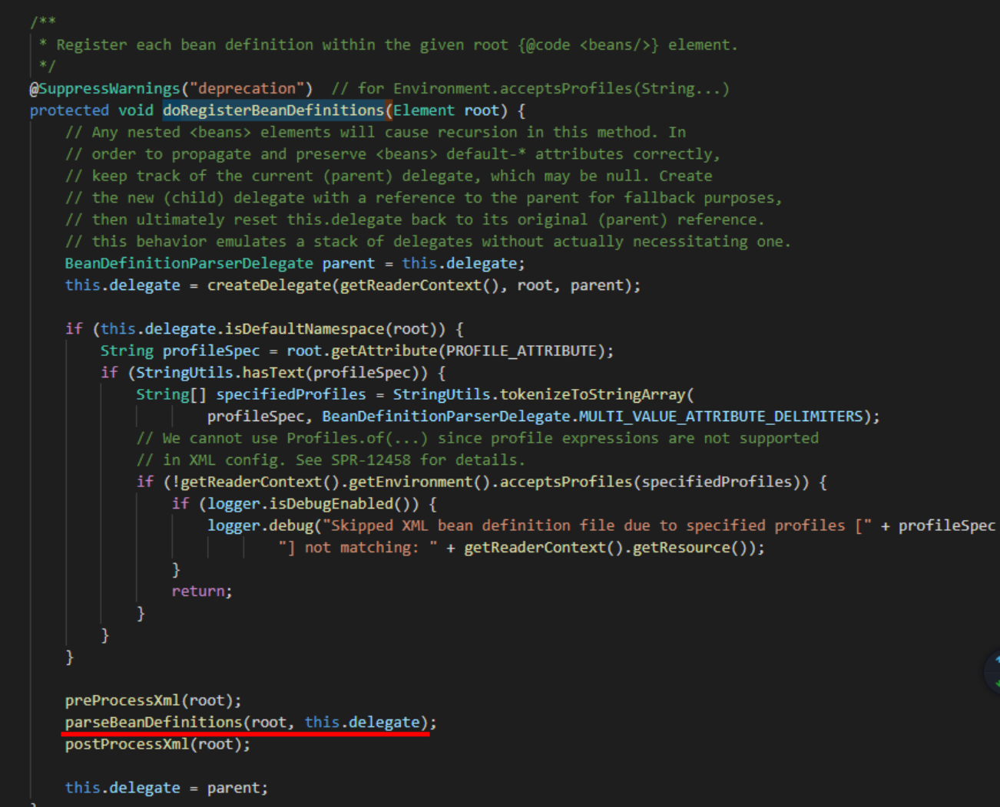 /**
 * Register each bean definition within the given root {@code <beans/>} element.
 */
@SuppressWarnings("deprecation")  // for Environment.acceptsProfiles(String...)
protected void doRegisterBeanDefinitions(Element root) {
    // Any nested <beans> elements will cause recursion in this method. In
    // order to propagate and preserve <beans> default-* attributes correctly,
    // keep track of the current (parent) delegate, which may be null. Create
    // the new (child) delegate with a reference to the parent for fallback purposes,
    // then ultimately reset this.delegate back to its original (parent) reference.
    // this behavior emulates a stack of delegates without actually necessitating one.
    BeanDefinitionParserDelegate parent = this.delegate;
    this.delegate = createDelegate(getReaderContext(), root, parent);

    if (this.delegate.isDefaultNamespace(root)) {
        String profileSpec = root.getAttribute(PROFILE_ATTRIBUTE);
        if (StringUtils.hasText(profileSpec)) {
            String[] specifiedProfiles = StringUtils.tokenizeToStringArray(
                    profileSpec, BeanDefinitionParserDelegate.MULTI_VALUE_ATTRIBUTE_DELIMITERS);
            // We cannot use Profiles.of(...) since profile expressions are not supported
            // in XML config. See SPR-12458 for details.
            if (!getReaderContext().getEnvironment().acceptsProfiles(specifiedProfiles)) {
                if (logger.isDebugEnabled()) {
                    logger.debug("Skipped XML bean definition file due to specified profiles [" + profileSpec
                            "] not matching: " + getReaderContext().getResource());
                }
                return;
            }
        }
    }

    preProcessXml(root);
    parseBeanDefinitions(root, this.delegate);
    postProcessXml(root);

    this.delegate = parent;
}